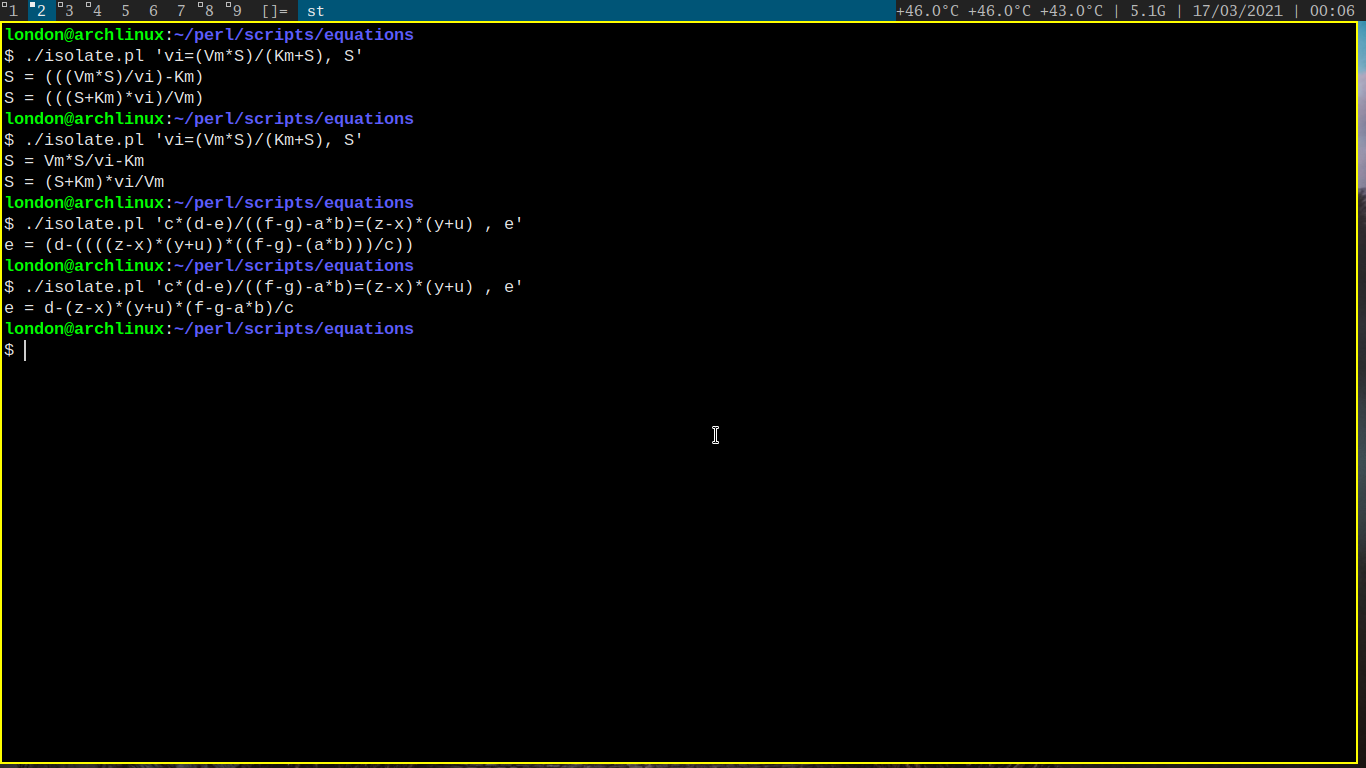 1 2 3 4 5 6 7 8 9 []= st +46.0°C +46.0°C +43.0°C | 5.1G | 17/03/2021 | 00:06
london@archlinux:~/perl/scripts/equations
$ ./isolate.pl 'vi=(Vm*S)/(Km+S), S'
S = (((Vm*S)/vi)-Km)
S = (((S+Km)*vi)/Vm)
london@archlinux:~/perl/scripts/equations
$ ./isolate.pl 'vi=(Vm*S)/(Km+S), S'
S = Vm*S/vi-Km
S = (S+Km)*vi/Vm
london@archlinux:~/perl/scripts/equations
$ ./isolate.pl 'c*(d-e)/((f-g)-a*b)=(z-x)*(y+u) , e'
e = (d-((((z-x)*(y+u))*((f-g)-(a*b)))/c))
london@archlinux:~/perl/scripts/equations
$ ./isolate.pl 'c*(d-e)/((f-g)-a*b)=(z-x)*(y+u) , e'
e = d-(z-x)*(y+u)*(f-g-a*b)/c
london@archlinux:~/perl/scripts/equations
$